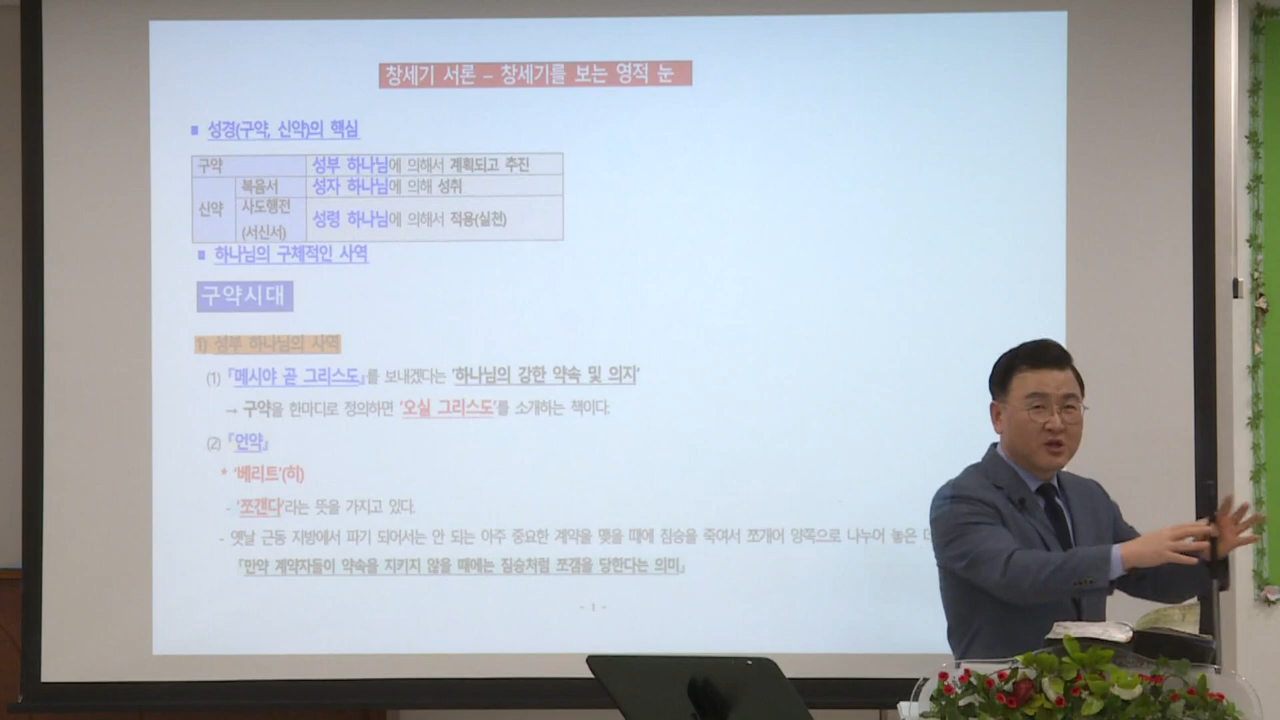 창세기 서론 – 창세기를 보는 영적 눈
■ 성경(구약, 신약)의 핵심
구약 성부 하나님에 의해서 계획되고 추진
신약 복음서 성자 하나님에 의해 성취
사도행전 (서신서) 성령 하나님에 의해서 적용(실천)
■ 하나님의 구체적인 사역
구약시대
1) 성부 하나님의 사역
(1) 『메시야 곧 그리스도』를 보내겠다는 '하나님의 강한 약속 및 의지'
→ 구약을 한마디로 정의하면 '오실 그리스도'를 소개하는 책이다.
(2) 『언약』
* '베리트'(히)
- '쪼갠다'라는 뜻을 가지고 있다.
- 옛날 근동 지방에서 파기 되어서는 안 되는 아주 중요한 계약을 맺을 때에 짐승을 죽여서 쪼개어 양쪽으로 나누어 놓은
『만약 계약자들이 약속을 지키지 않을 때에는 짐승처럼 쪼갬을 당한다는 의미』
- 1 -